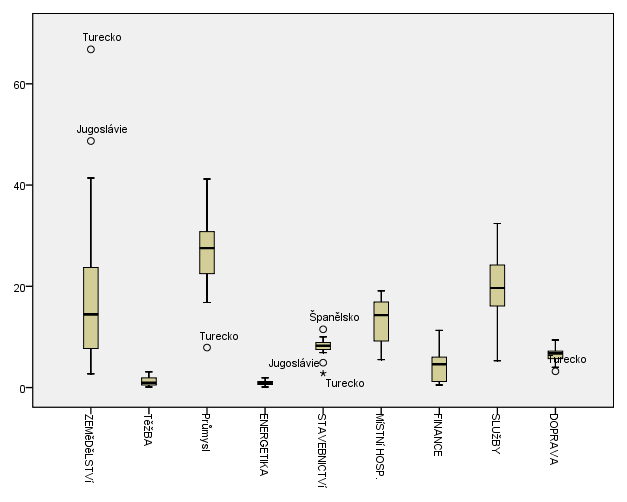 Turecko
60
Jugoslávie
40
20
Turecko
Španělsko
Jugoslávie
Turecko
Turecko
0
ZEMěDěLSTVí
TěžBA
Průmysl
ENERGETIKA
STAVEBNICTVí
MíSTNí HOSP.
FINANCE
SLUžBY
DOPRAVA